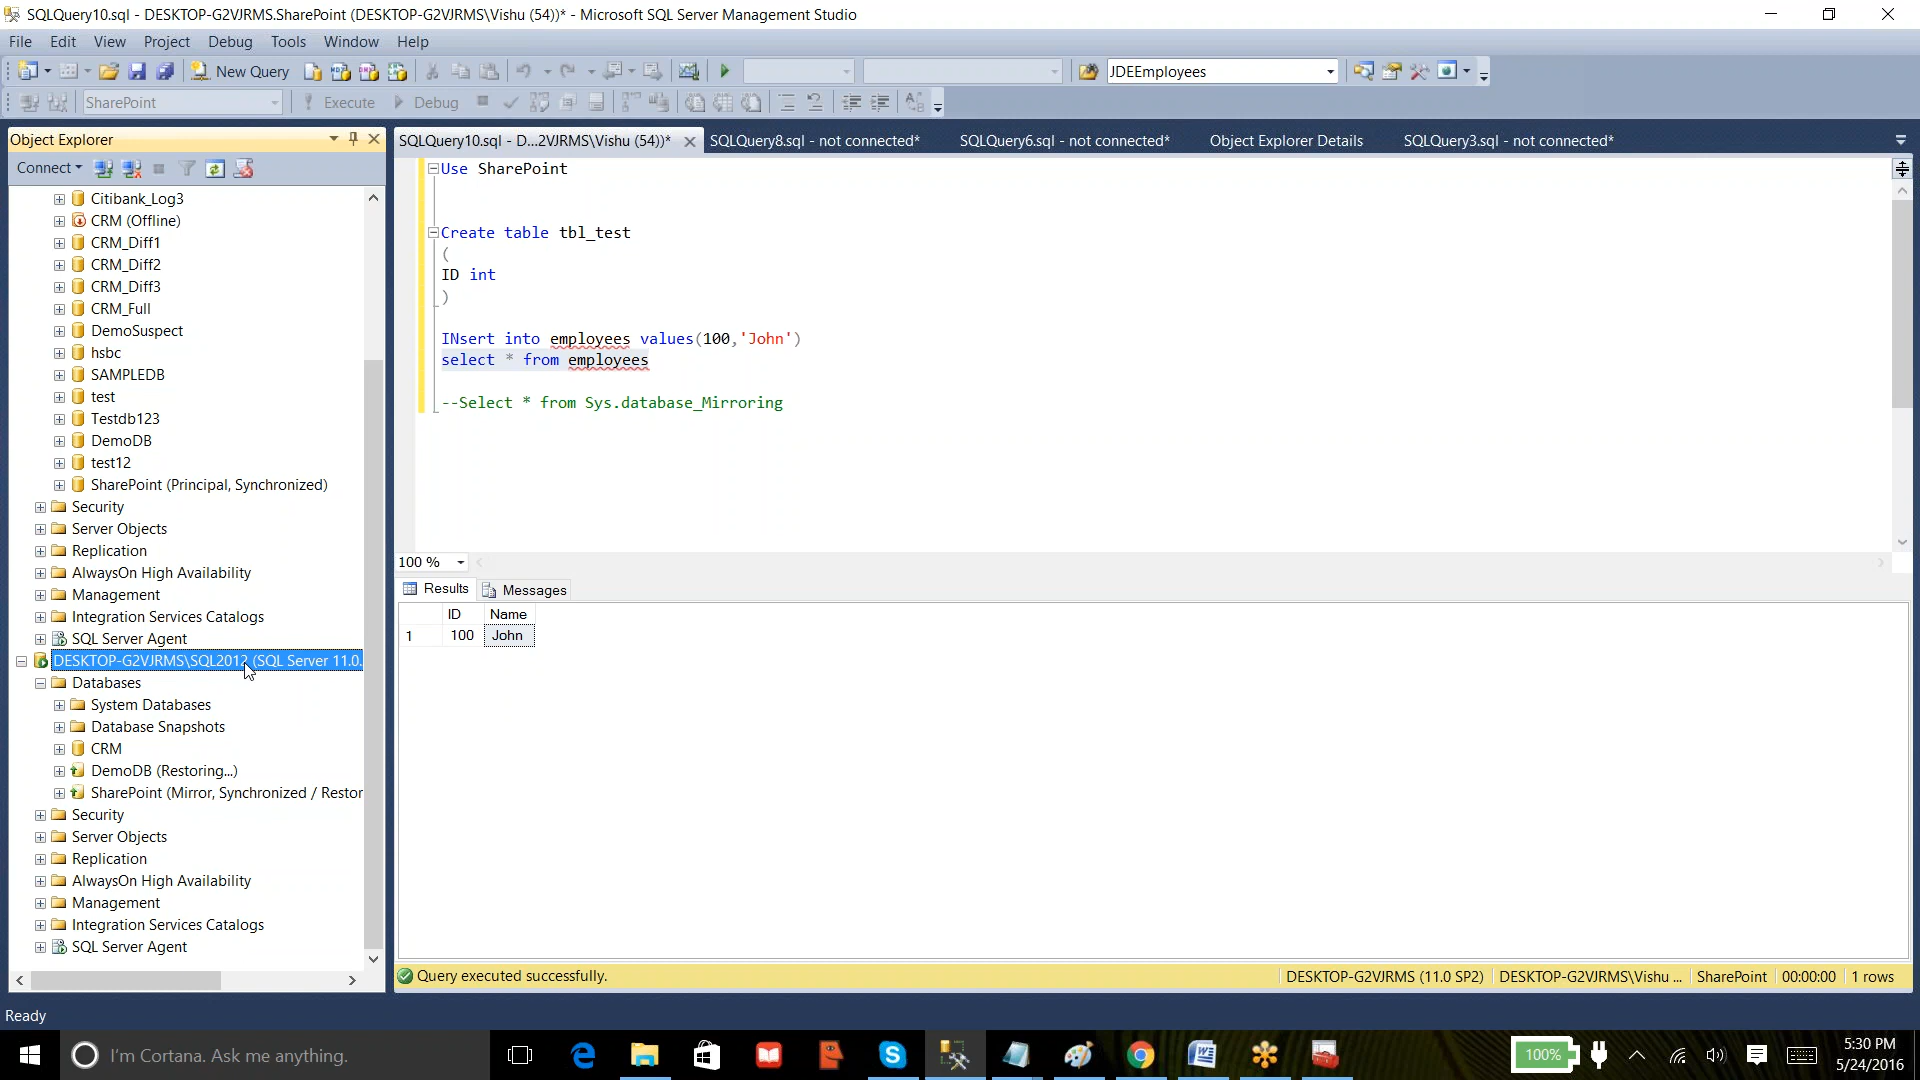 SQLQuery10.sql - DESKTOP-G2VJRMS.SharePoint (DESKTOP-G2VJRMS\Vishu (54))* - Microsoft SQL Server Management Studio
File Edit View Project Debug Tools Window Help
New Query JDEEmployees
SharePoint Execute Debug
Object Explorer
SQLQuery10.sql - D...2VJRMS\Vishu (54))* SQLQuery8.sql - not connected* SQLQuery6.sql - not connected* Object Explorer Details SQLQuery3.sql - not connected*
Connect
Citibank_Log3
CRM (Offline)
CRM_Diff1
CRM_Diff2
CRM_Diff3
CRM_Full
DemoSuspect
hsbc
SAMPLEDB
test
Testdb123
DemoDB
test12
SharePoint (Principal, Synchronized)
Security
Server Objects
Replication
AlwaysOn High Availability
Management
Integration Services Catalogs
SQL Server Agent
DESKTOP-G2VJRMS\SQL2012 (SQL Server 11.0.
Databases
System Databases
Database Snapshots
CRM
DemoDB (Restoring...)
SharePoint (Mirror, Synchronized / Restor
Security
Server Objects
Replication
AlwaysOn High Availability
Management
Integration Services Catalogs
SQL Server Agent
Use SharePoint
Create table tbl_test
(
ID int
)
INsert into employees values(100,'John')
select * from employees
--Select * from Sys.database_Mirroring
100 %
Results Messages
ID Name
1 100 John
Query executed successfully. DESKTOP-G2VJRMS (11.0 SP2) DESKTOP-G2VJRMS\Vishu ... SharePoint 00:00:00 1 rows
Ready
I'm Cortana. Ask me anything.
100%
5:30 PM
5/24/2016